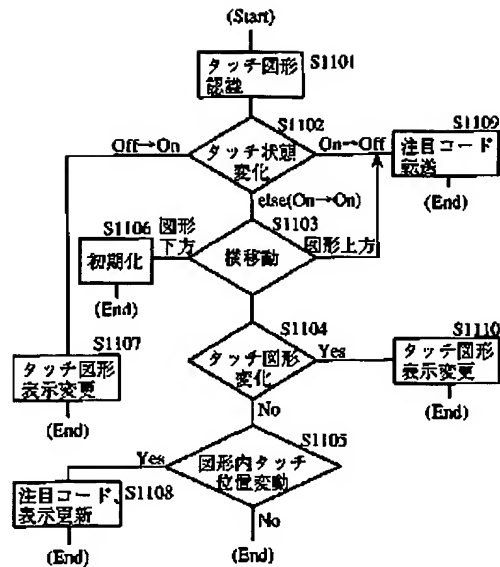 (Start)
タッチ図形
認識
S1101
S1102
タッチ状態
変化
Off→On
On→Off
S1109
注目コード
転送
(End)
else(On→On)
S1106
図形
下方
初期化
(End)
S1103
横移動
図形上方
S1107
タッチ図形
表示変更
(End)
S1104
タッチ図形
変化
Yes
No
S1110
タッチ図形
表示変更
(End)
S1105
図形内タッチ
位置変動
Yes
No
注目コード、
表示更新
S1108
(End)
(End)